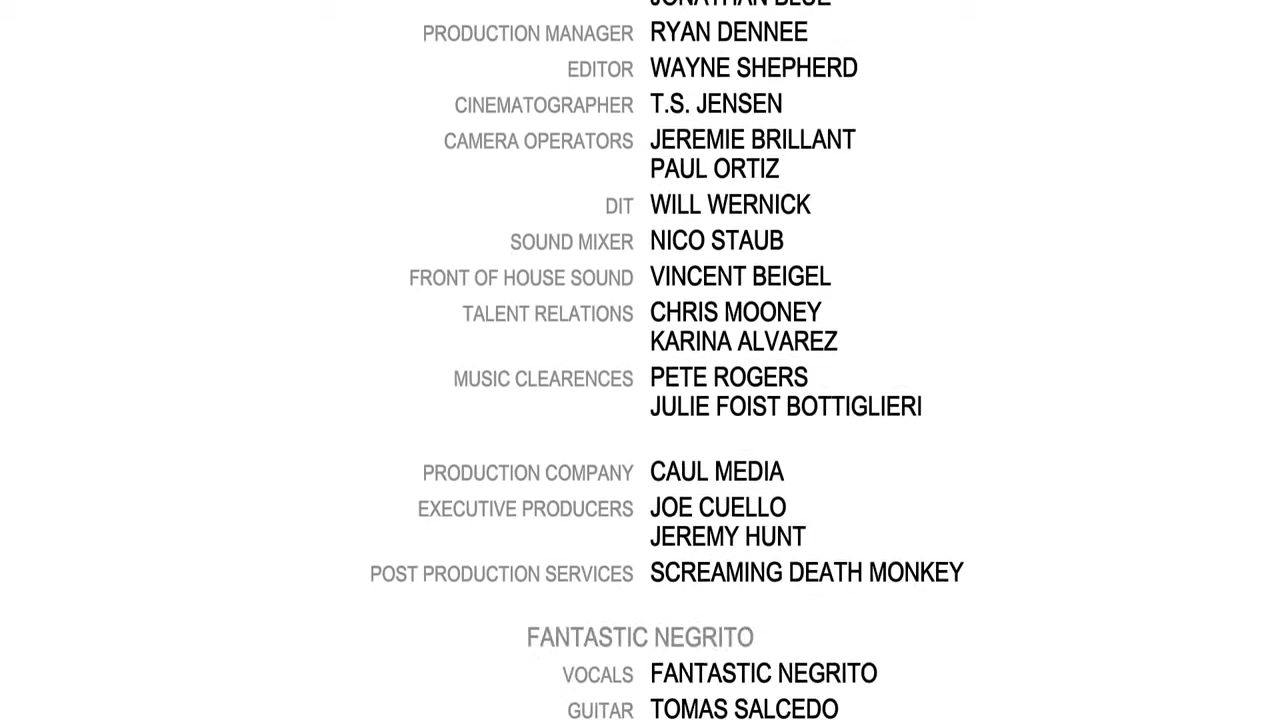 JONATHAN BLUE
PRODUCTION MANAGER RYAN DENNEE
EDITOR WAYNE SHEPHERD
CINEMATOGRAPHER T.S. JENSEN
CAMERA OPERATORS JEREMIE BRILLANT
PAUL ORTIZ
DIT WILL WERNICK
SOUND MIXER NICO STAUB
FRONT OF HOUSE SOUND VINCENT BEIGEL
TALENT RELATIONS CHRIS MOONEY
KARINA ALVAREZ
MUSIC CLEARENCES PETE ROGERS
JULIE FOIST BOTTIGLIERI
PRODUCTION COMPANY CAUL MEDIA
EXECUTIVE PRODUCERS JOE CUELLO
JEREMY HUNT
POST PRODUCTION SERVICES SCREAMING DEATH MONKEY
FANTASTIC NEGRITO
VOCALS FANTASTIC NEGRITO
GUITAR TOMAS SALCEDO